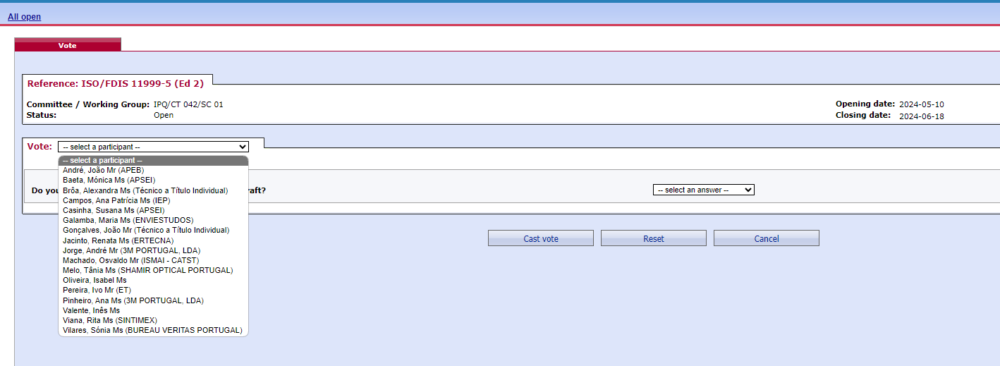 All open
Vote
Reference: ISO/FDIS 11999-5 (Ed 2)
Committee / Working Group: IPQ/CT 042/SC 01
Opening date: 2024-05-10
Status: Open
Closing date: 2024-06-18
Vote: -- select a participant --
-- select a participant --
André, João Mr (APEB)
Baeta, Mónica Ms (APSEI)
Brôa, Alexandra Ms (Técnico a Título Individual)
Do you raft? -- select an answer --
Campos, Ana Patrícia Ms (IEP)
Casinha, Susana Ms (APSEI)
Galamba, Maria Ms (ENVIESTUDOS)
Gonçalves, João Mr (Técnico a Título Individual)
Jacinto, Renata Ms (ERTECNA)
Jorge, André Mr (3M PORTUGAL, LDA)
Machado, Osvaldo Mr (ISMAI - CATST)
Melo, Tânia Ms (SHAMIR OPTICAL PORTUGAL)
Oliveira, Isabel Ms
Pereira, Ivo Mr (ET)
Pinheiro, Ana Ms (3M PORTUGAL, LDA)
Valente, Inês Ms
Viana, Rita Ms (SINTIMEX)
Vilares, Sónia Ms (BUREAU VERITAS PORTUGAL)
Cast vote Reset Cancel